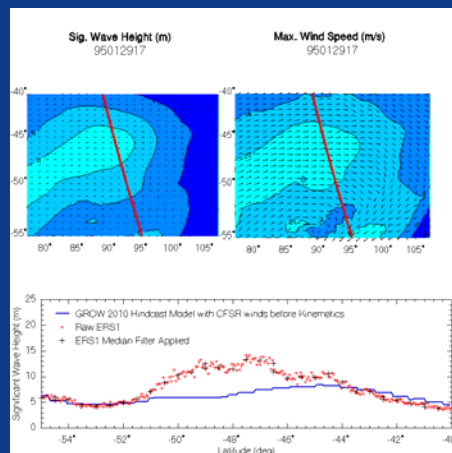 Sig. Wave Height (m)
95012917
Max. Wind Speed (m/s)
95012917
-40°
-45°
-50°
-55°
80° 85° 90° 95° 100° 105°
-40°
-45°
-50°
-55°
80° 85° 90° 95° 100° 105°
Significant Wave Height (m)
25
20
15
10
5
0
GROW 2010 Hindcast Model with CFSR winds before Kinematics
Raw ERS1
ERS1 Median Filter Applied
-54° -52° -50° -48° -46° -44° -42° -40
Latitude (deg)